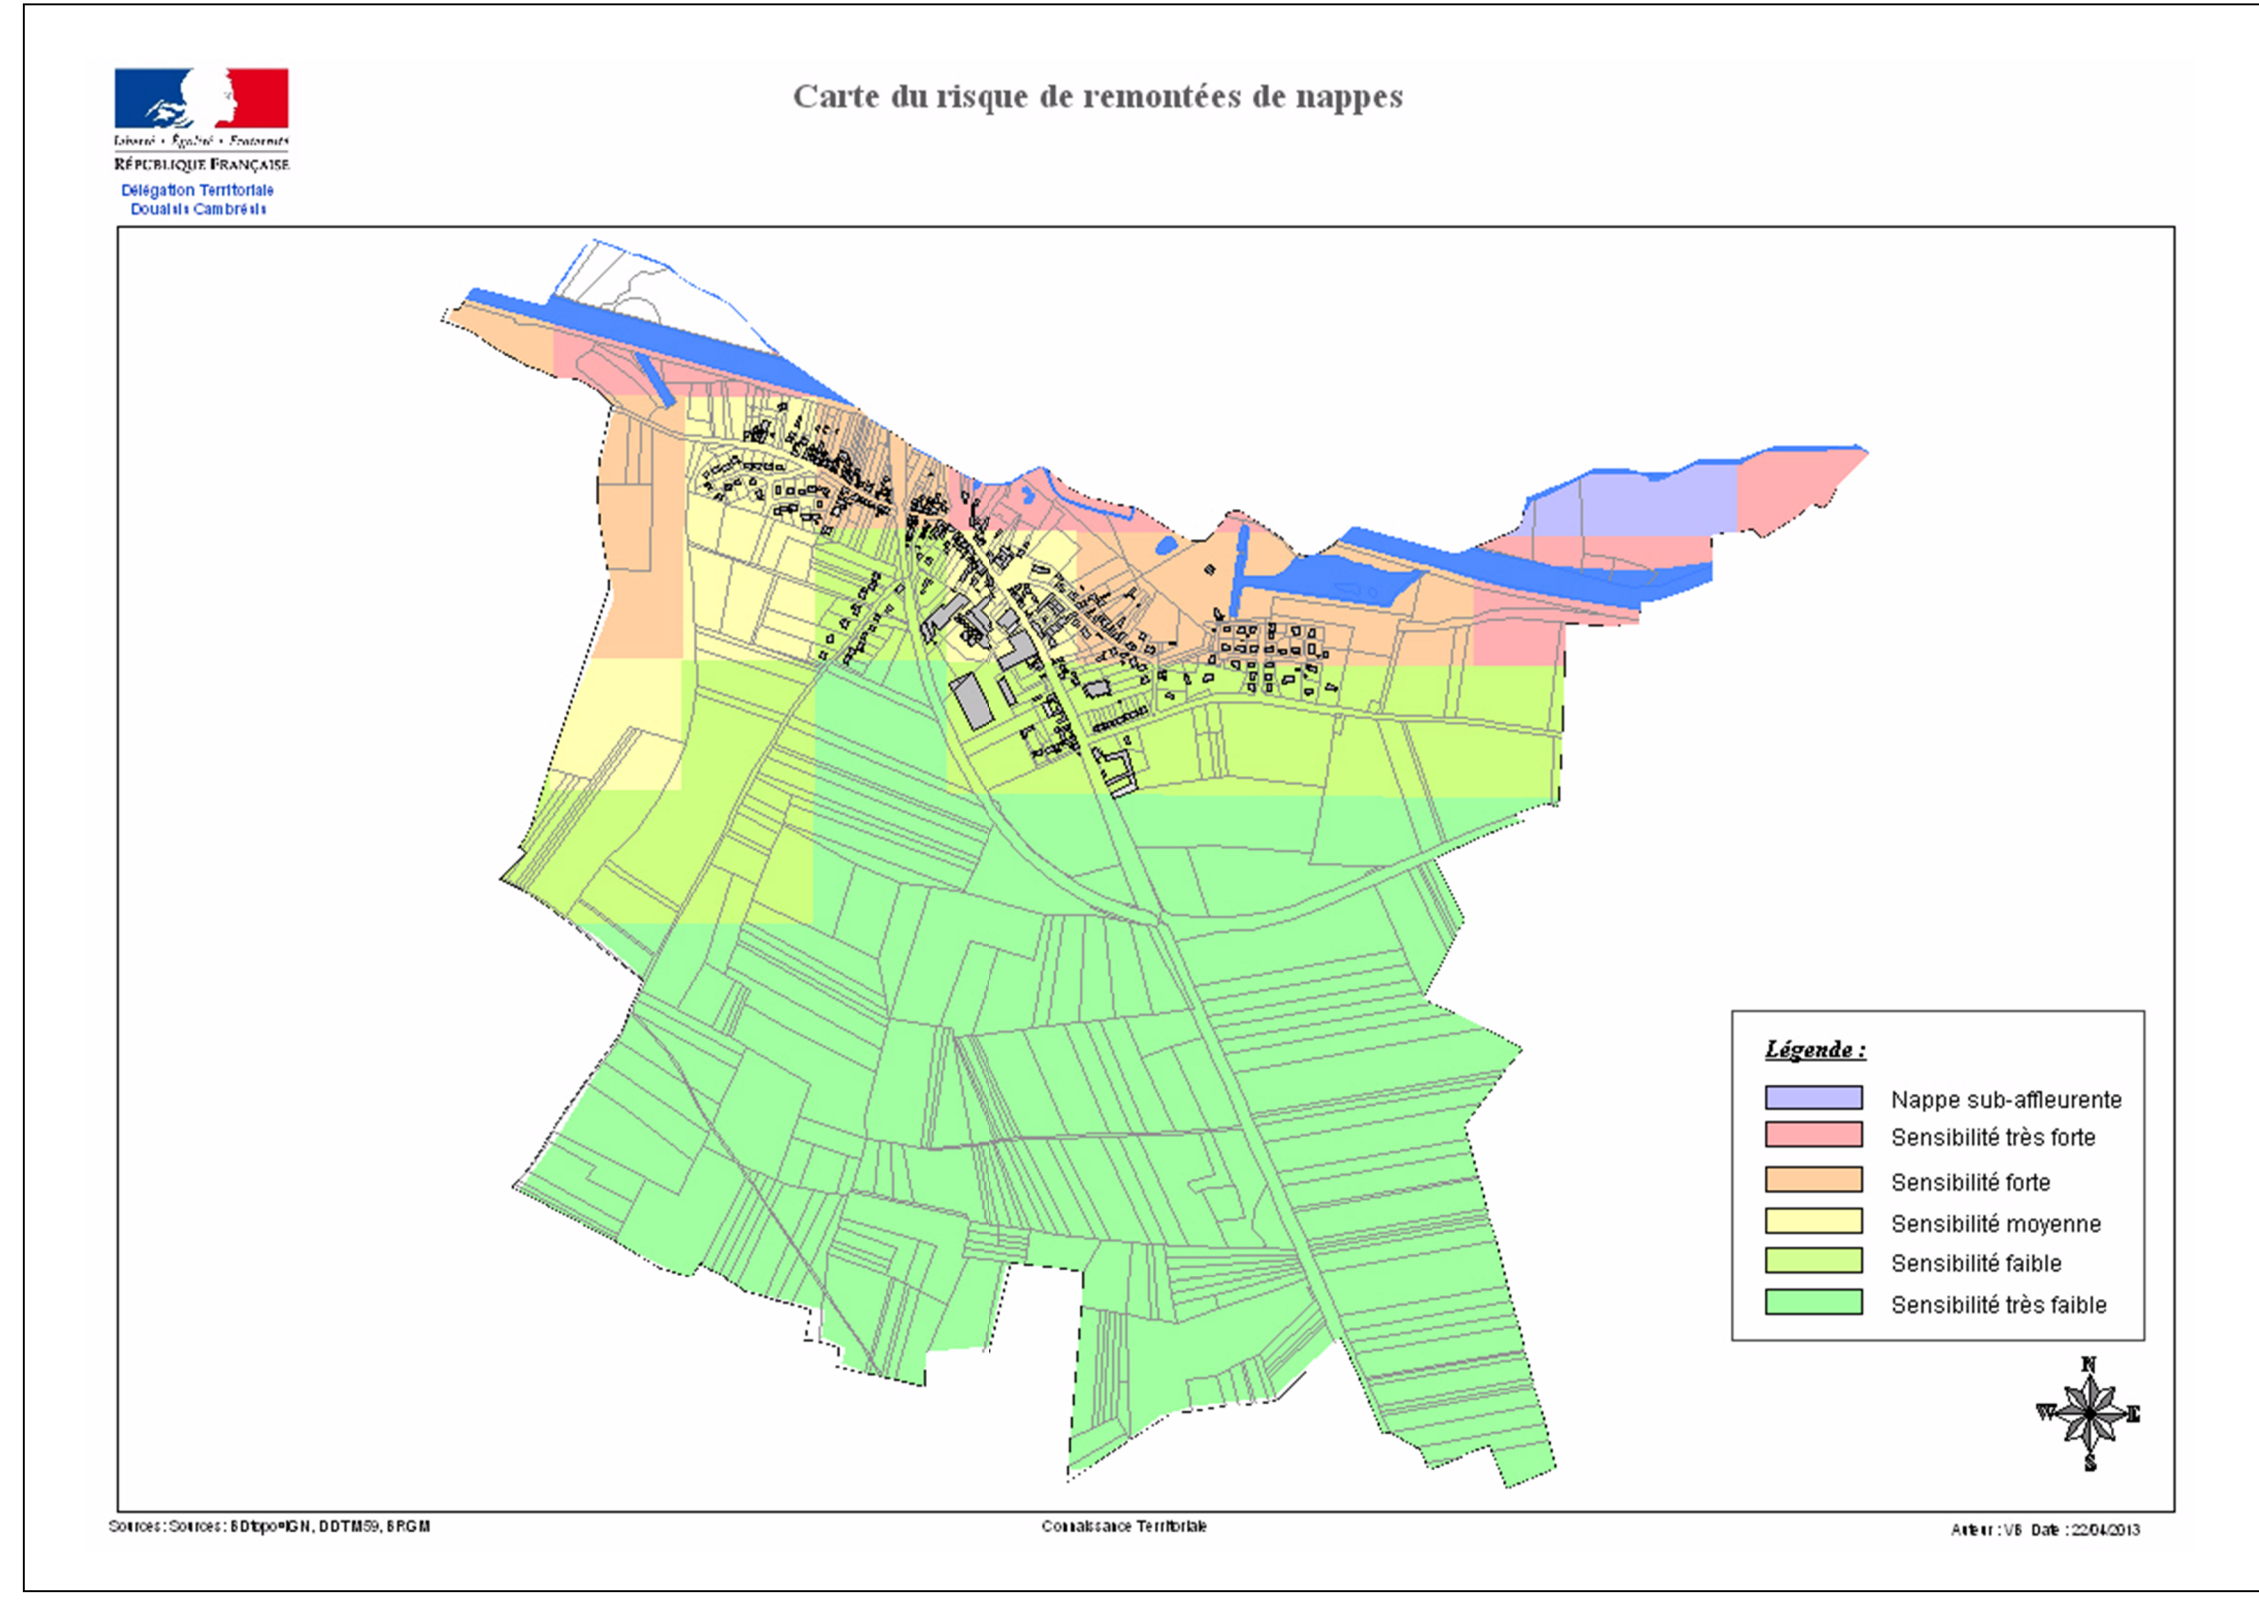 Carte du risque de remontées de nappes
Liberté • Égalité • Fraternité
RÉPUBLIQUE FRANÇAISE
Délégation Territoriale
Douaisis Cambrésis
Légende :
Nappe sub-affleurente
Sensibilité très forte
Sensibilité forte
Sensibilité moyenne
Sensibilité faible
Sensibilité très faible
N
W E
S
Sources : Sources : BDtopo®IGN, DDTM59, BRGM
Connaissance Territoriale
Auteur : VB Date : 22/04/2013